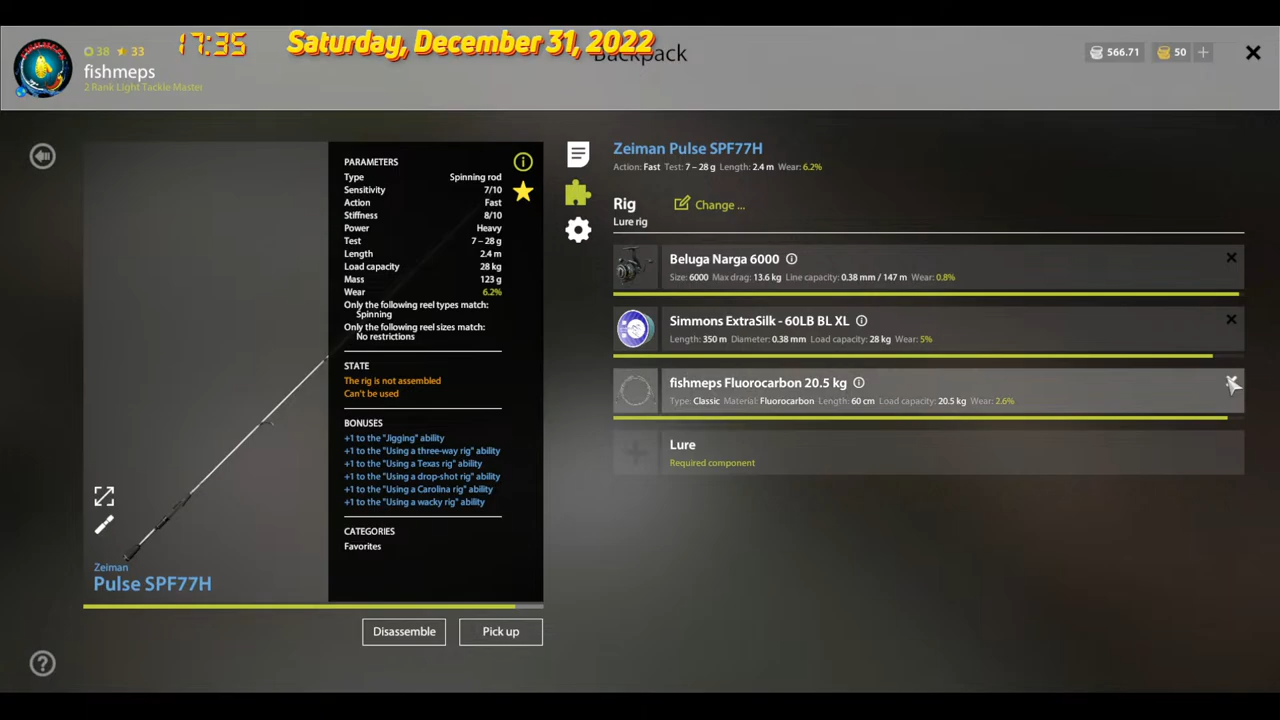 38 33
fishmeps
2 Rank Light Tackle Master
17:35
Saturday, December 31, 2022
Backpack
566.71
50 +
PARAMETERS
Type Spinning rod
Sensitivity 7/10
Action Fast
Stiffness 8/10
Power Heavy
Test 7 – 28 g
Length 2.4 m
Load capacity 28 kg
Mass 123 g
Wear 6.2%
Only the following reel types match:
Spinning
Only the following reel sizes match:
No restrictions
STATE
The rig is not assembled
Can't be used
BONUSES
+1 to the "Jigging" ability
+1 to the "Using a three-way rig" ability
+1 to the "Using a Texas rig" ability
+1 to the "Using a drop-shot rig" ability
+1 to the "Using a Carolina rig" ability
+1 to the "Using a wacky rig" ability
CATEGORIES
Favorites
Zeiman
Pulse SPF77H
Disassemble
Pick up
?
Zeiman Pulse SPF77H
Action: Fast Test: 7 – 28 g Length: 2.4 m Wear: 6.2%
Rig
Change ...
Lure rig
Beluga Narga 6000
Size: 6000 Max drag: 13.6 kg Line capacity: 0.38 mm / 147 m Wear: 0.8%
Simmons ExtraSilk - 60LB BL XL
Length: 350 m Diameter: 0.38 mm Load capacity: 28 kg Wear: 5%
fishmeps Fluorocarbon 20.5 kg
Type: Classic Material: Fluorocarbon Length: 60 cm Load capacity: 20.5 kg Wear: 2.6%
Lure
Required component